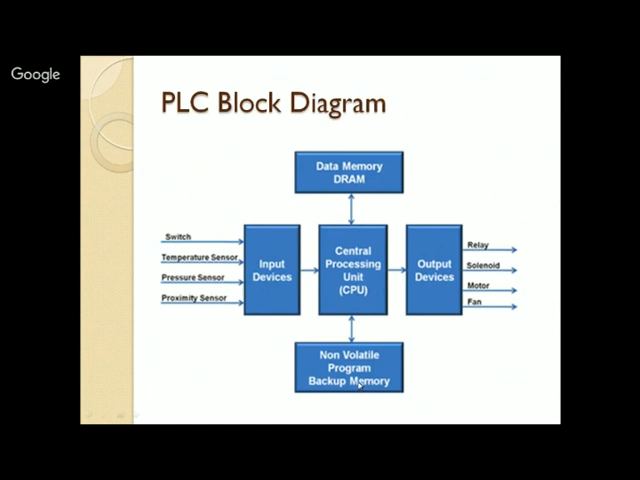 Google
PLC Block Diagram
Data Memory
DRAM
Switch
Temperature Sensor
Pressure Sensor
Proximity Sensor
Input
Devices
Central
Processing
Unit
(CPU)
Output
Devices
Relay
Solenoid
Motor
Fan
Non Volatile
Program
Backup Memory